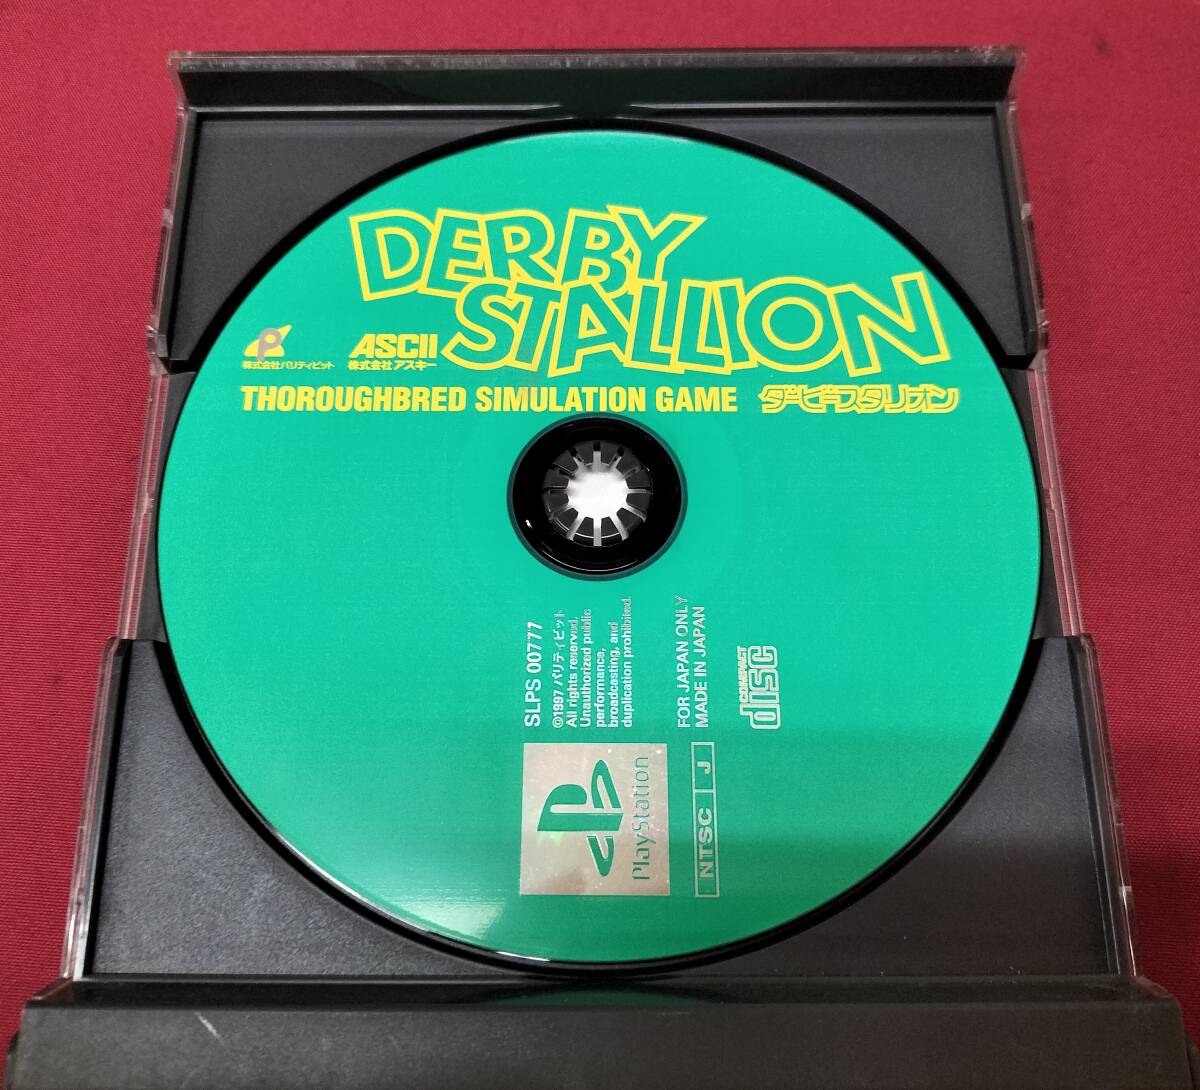 DERBY
STALLION
株式会社パリティビット
ASCII
株式会社アスキー
THOROUGHBRED SIMULATION GAME ダービースタリオン
SLPS 00777
©1997 パリティビット
All rights reserved.
Unauthorized public
performance,
broadcasting, and
duplication prohibited.
FOR JAPAN ONLY
MADE IN JAPAN
COMPACT
disc
PlayStation
NTSC J